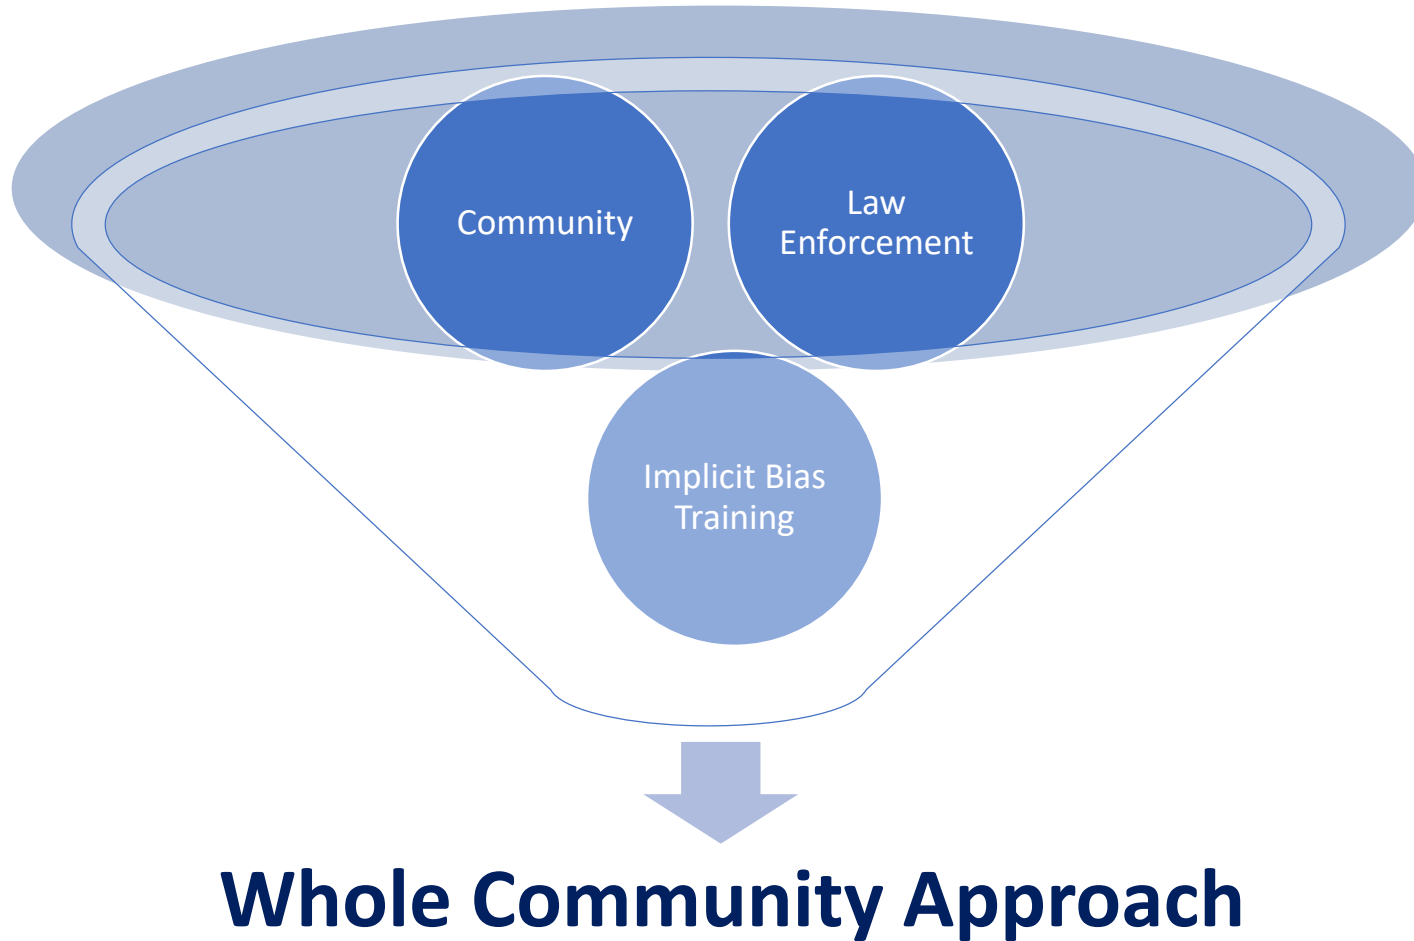 Community
Law
Enforcement
Implicit Bias
Training
Whole Community Approach